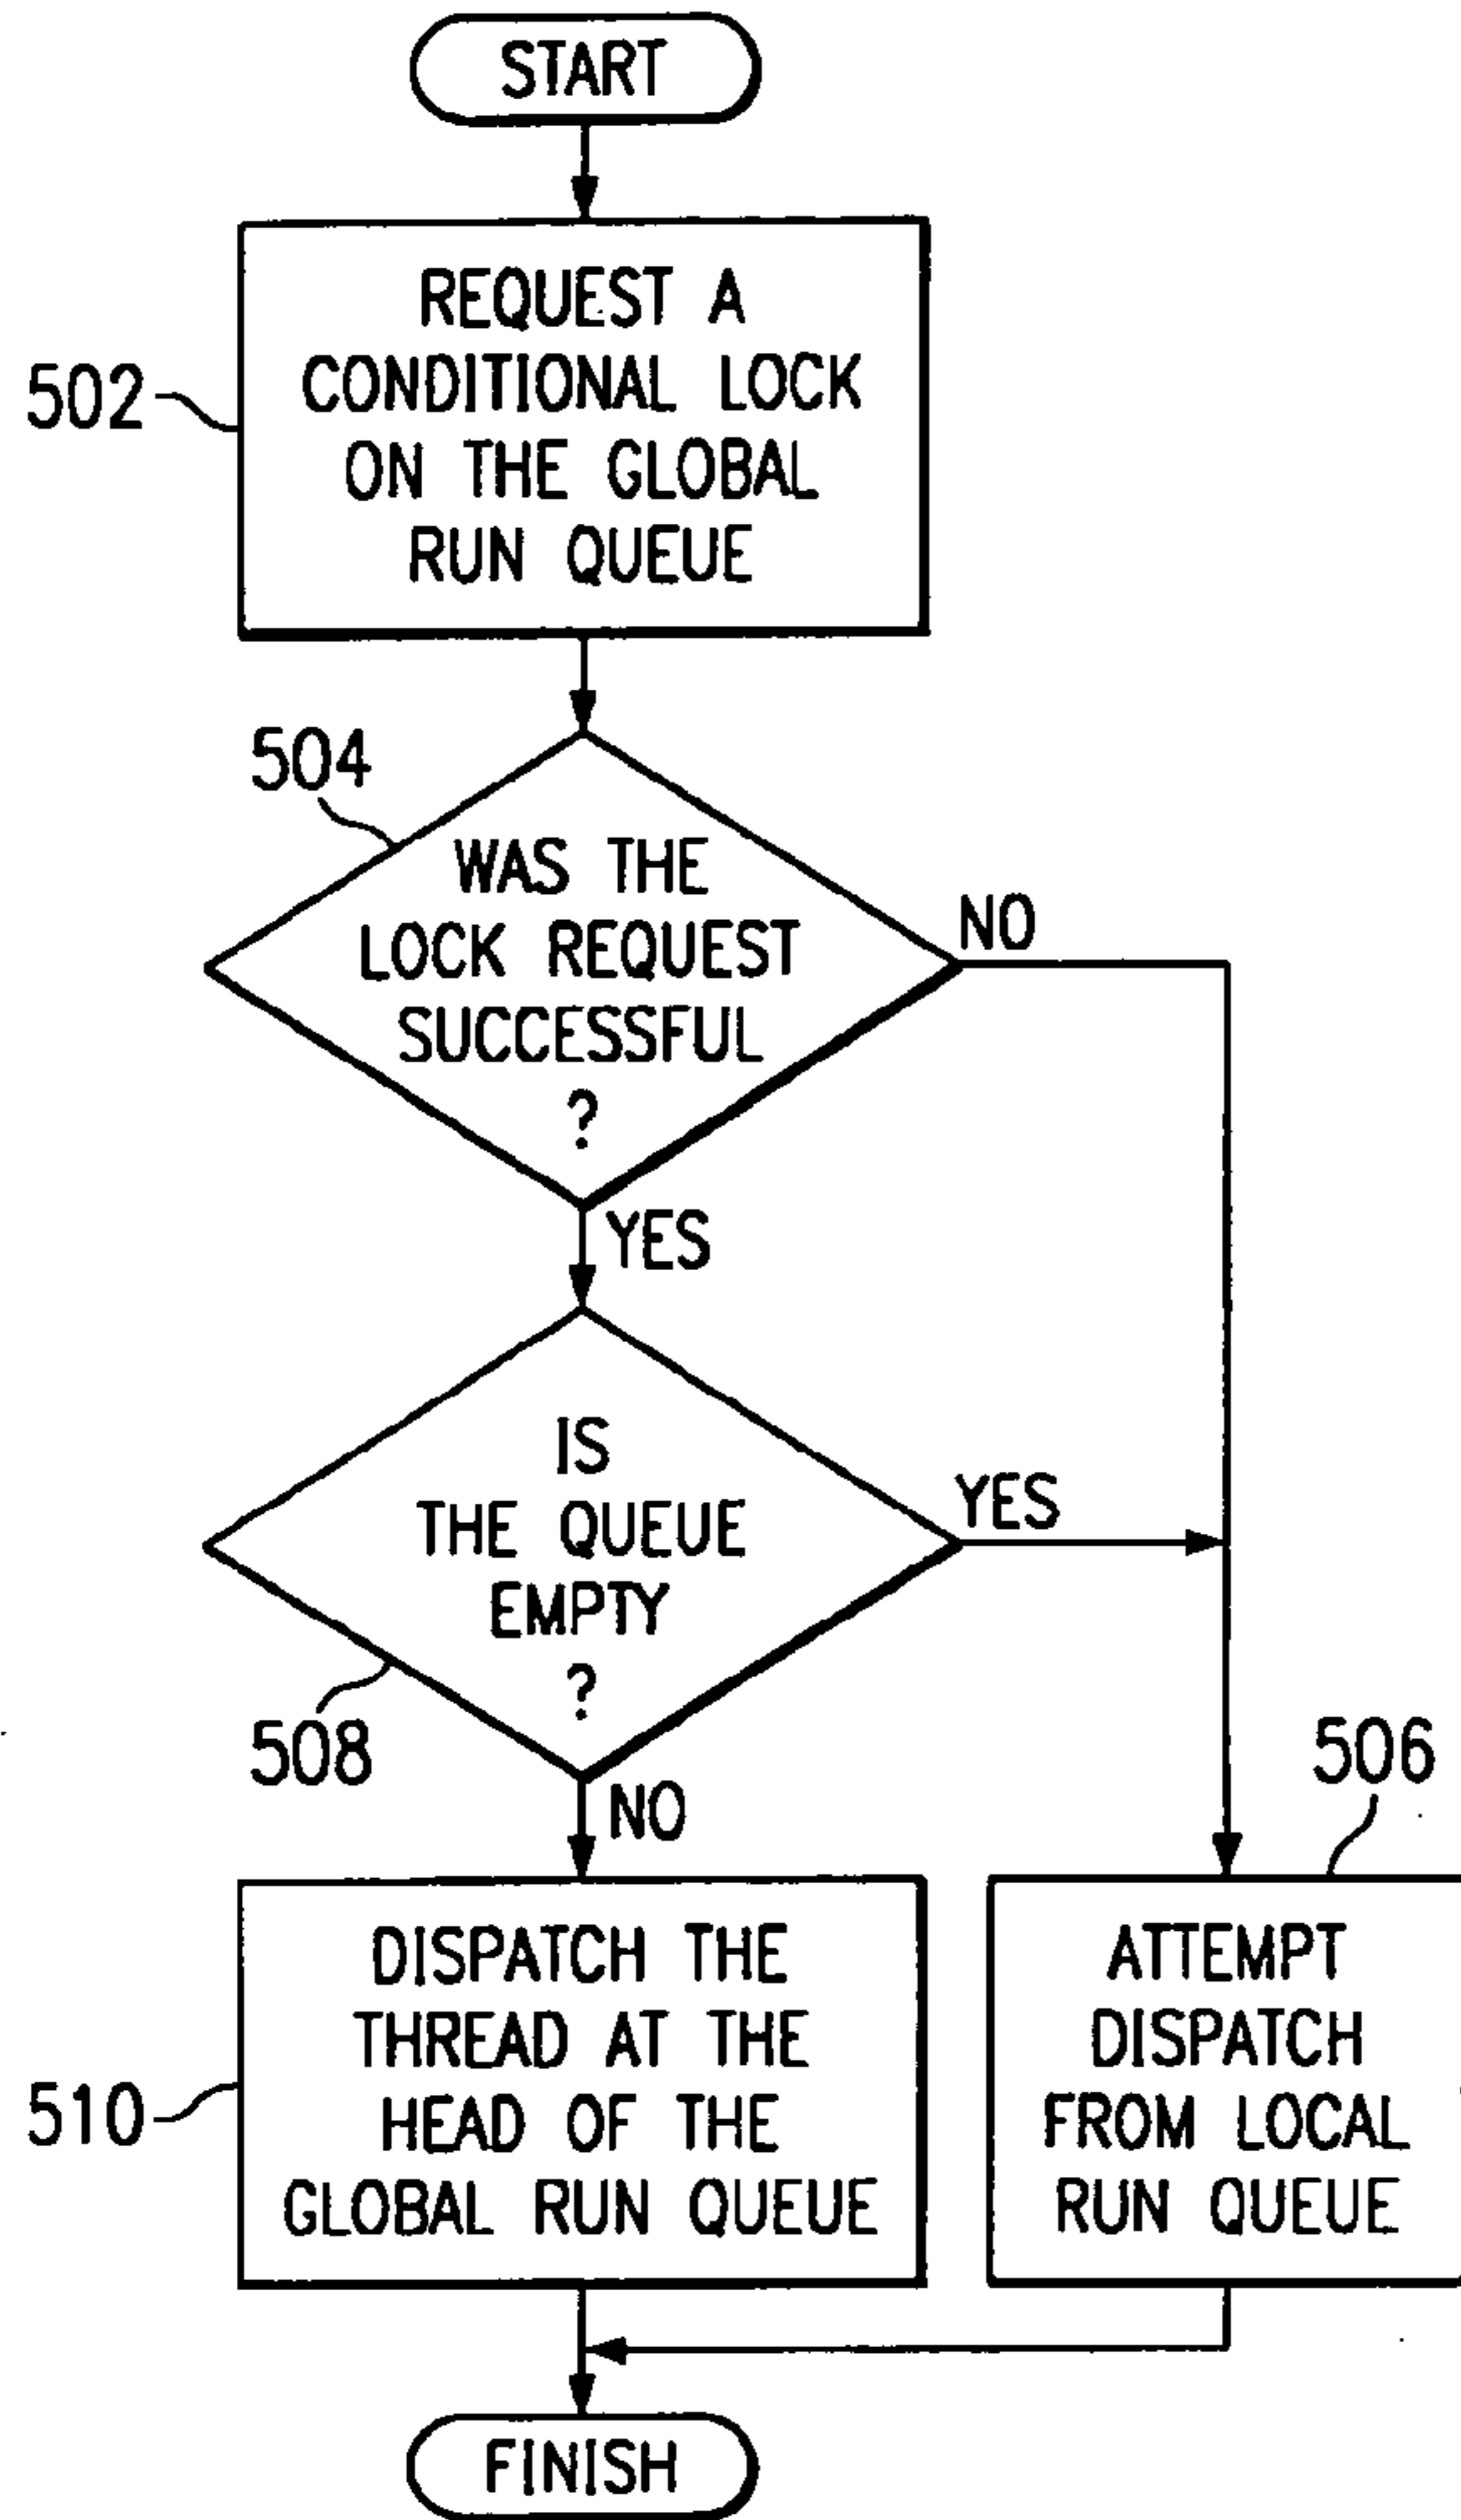 START
502
REQUEST A
CONDITIONAL LOCK
ON THE GLOBAL
RUN QUEUE
504
WAS THE
LOCK REQUEST
SUCCESSFUL
?
NO
YES
IS
THE QUEUE
EMPTY
?
YES
508
NO
506
510
DISPATCH THE
THREAD AT THE
HEAD OF THE
GLOBAL RUN QUEUE
ATTEMPT
DISPATCH
FROM LOCAL
RUN QUEUE
FINISH